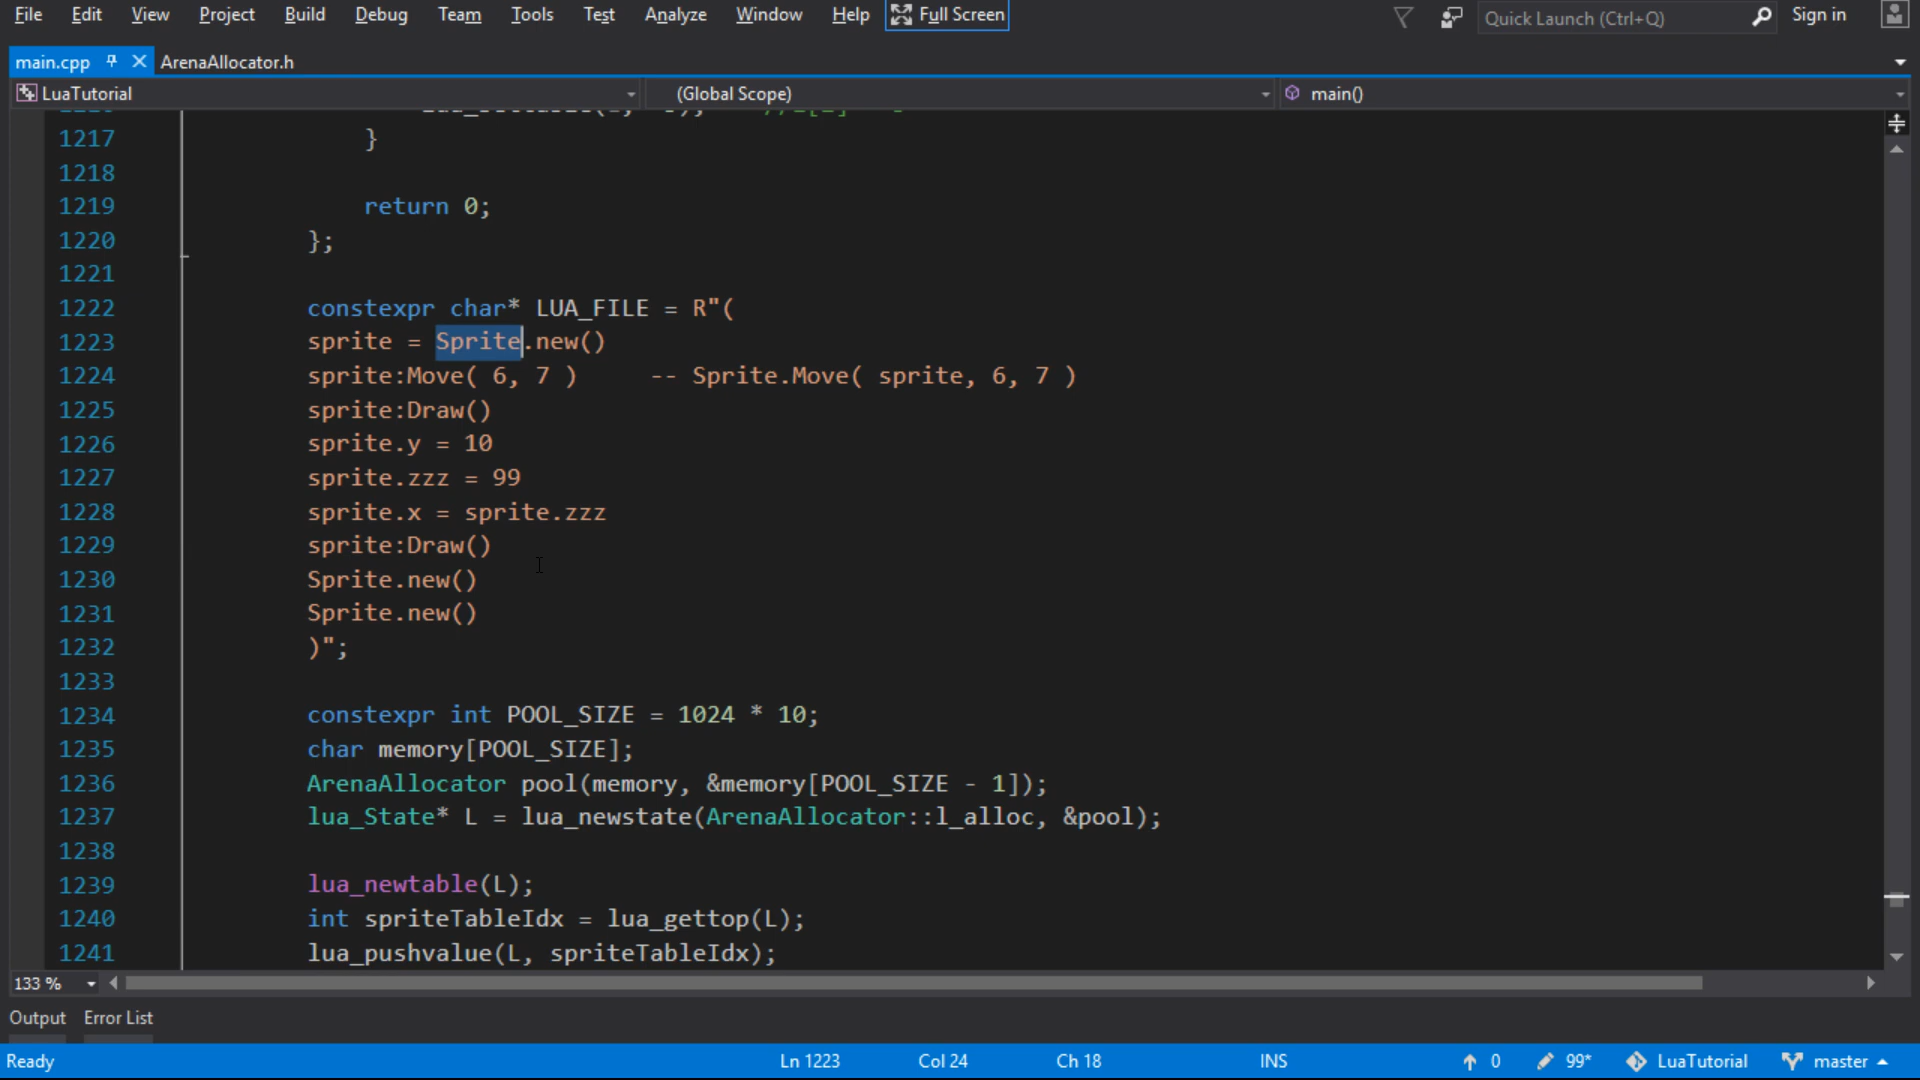 File Edit View Project Build Debug Team Tools Test Analyze Window Help Full Screen Quick Launch (Ctrl+Q) Sign in
main.cpp ArenaAllocator.h
LuaTutorial (Global Scope) main()
1217 }
1218
1219 return 0;
1220 };
1221
1222 constexpr char* LUA_FILE = R"(
1223 sprite = Sprite.new()
1224 sprite:Move( 6, 7 ) -- Sprite.Move( sprite, 6, 7 )
1225 sprite:Draw()
1226 sprite.y = 10
1227 sprite.zzz = 99
1228 sprite.x = sprite.zzz
1229 sprite:Draw()
1230 Sprite.new()
1231 Sprite.new()
1232 )";
1233
1234 constexpr int POOL_SIZE = 1024 * 10;
1235 char memory[POOL_SIZE];
1236 ArenaAllocator pool(memory, &memory[POOL_SIZE - 1]);
1237 lua_State* L = lua_newstate(ArenaAllocator::l_alloc, &pool);
1238
1239 lua_newtable(L);
1240 int spriteTableIdx = lua_gettop(L);
1241 lua_pushvalue(L, spriteTableIdx);
133 %
Output Error List
Ready Ln 1223 Col 24 Ch 18 INS 0 99* LuaTutorial master